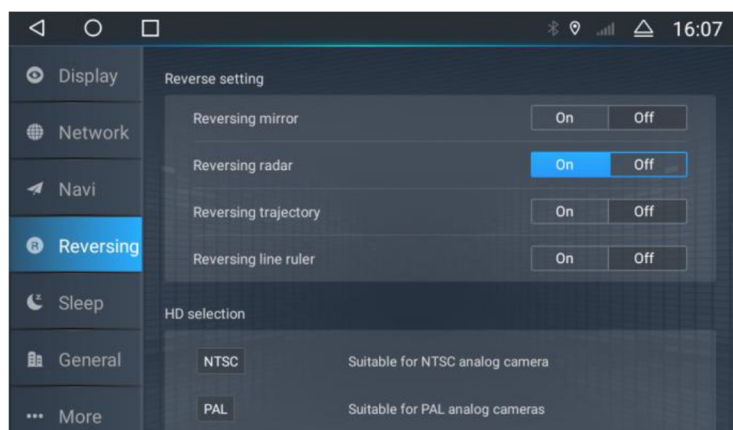 16:07
Display
Network
Navi
R Reversing
Sleep
General
More
Reverse setting
Reversing mirror On Off
Reversing radar On Off
Reversing trajectory On Off
Reversing line ruler On Off
HD selection
NTSC Suitable for NTSC analog camera
PAL Suitable for PAL analog cameras